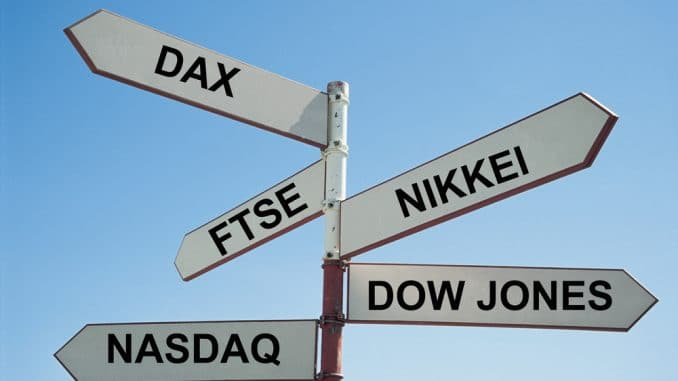 DAX
NIKKEI
FTSE
DOW JONES
NASDAQ